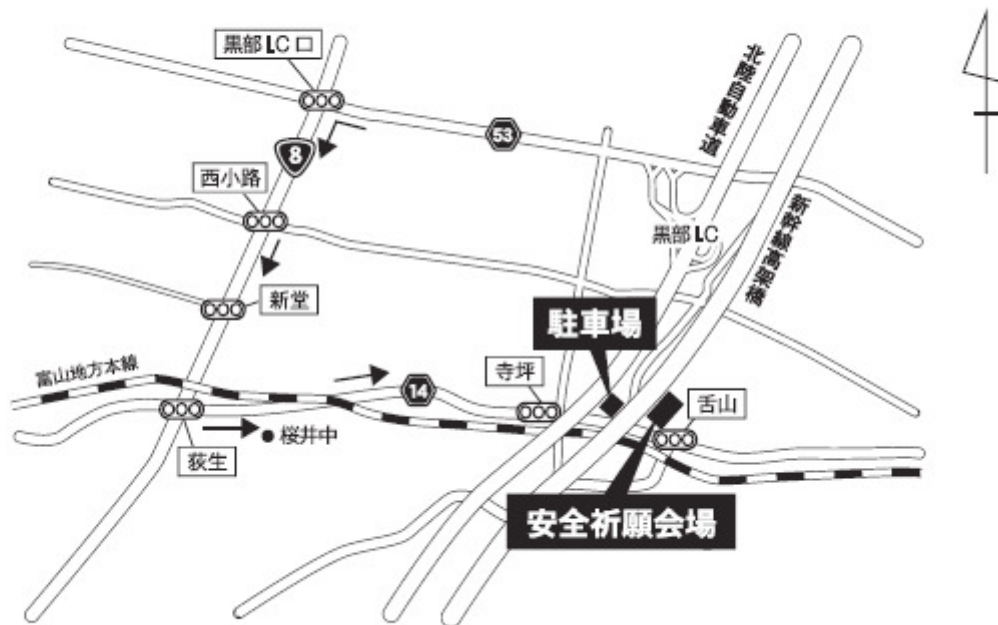 黒部LC口
北陸自動車道
53
8
西小路
新幹線高架橋
黒部LC
新堂
駐車場
富山地方本線
14
寺坪
舌山
桜井中
荻生
安全祈願会場